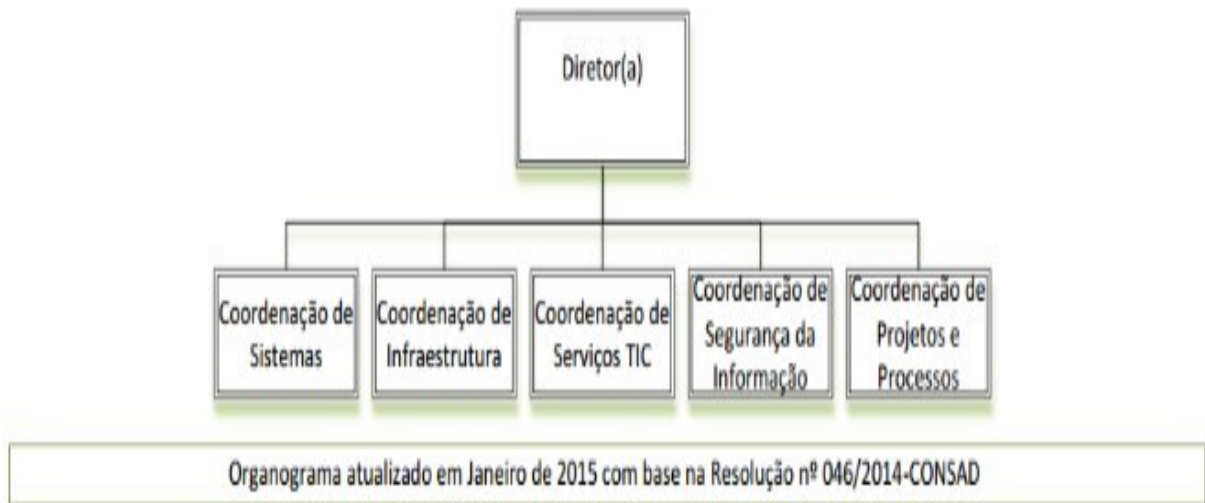 Diretor(a)
Coordenação de
Sistemas
Coordenação de
Infraestrutura
Coordenação de
Serviços TIC
Coordenação de
Segurança da
Informação
Coordenação de
Projetos e
Processos
Organograma atualizado em Janeiro de 2015 com base na Resolução nº 046/2014-CONSAD